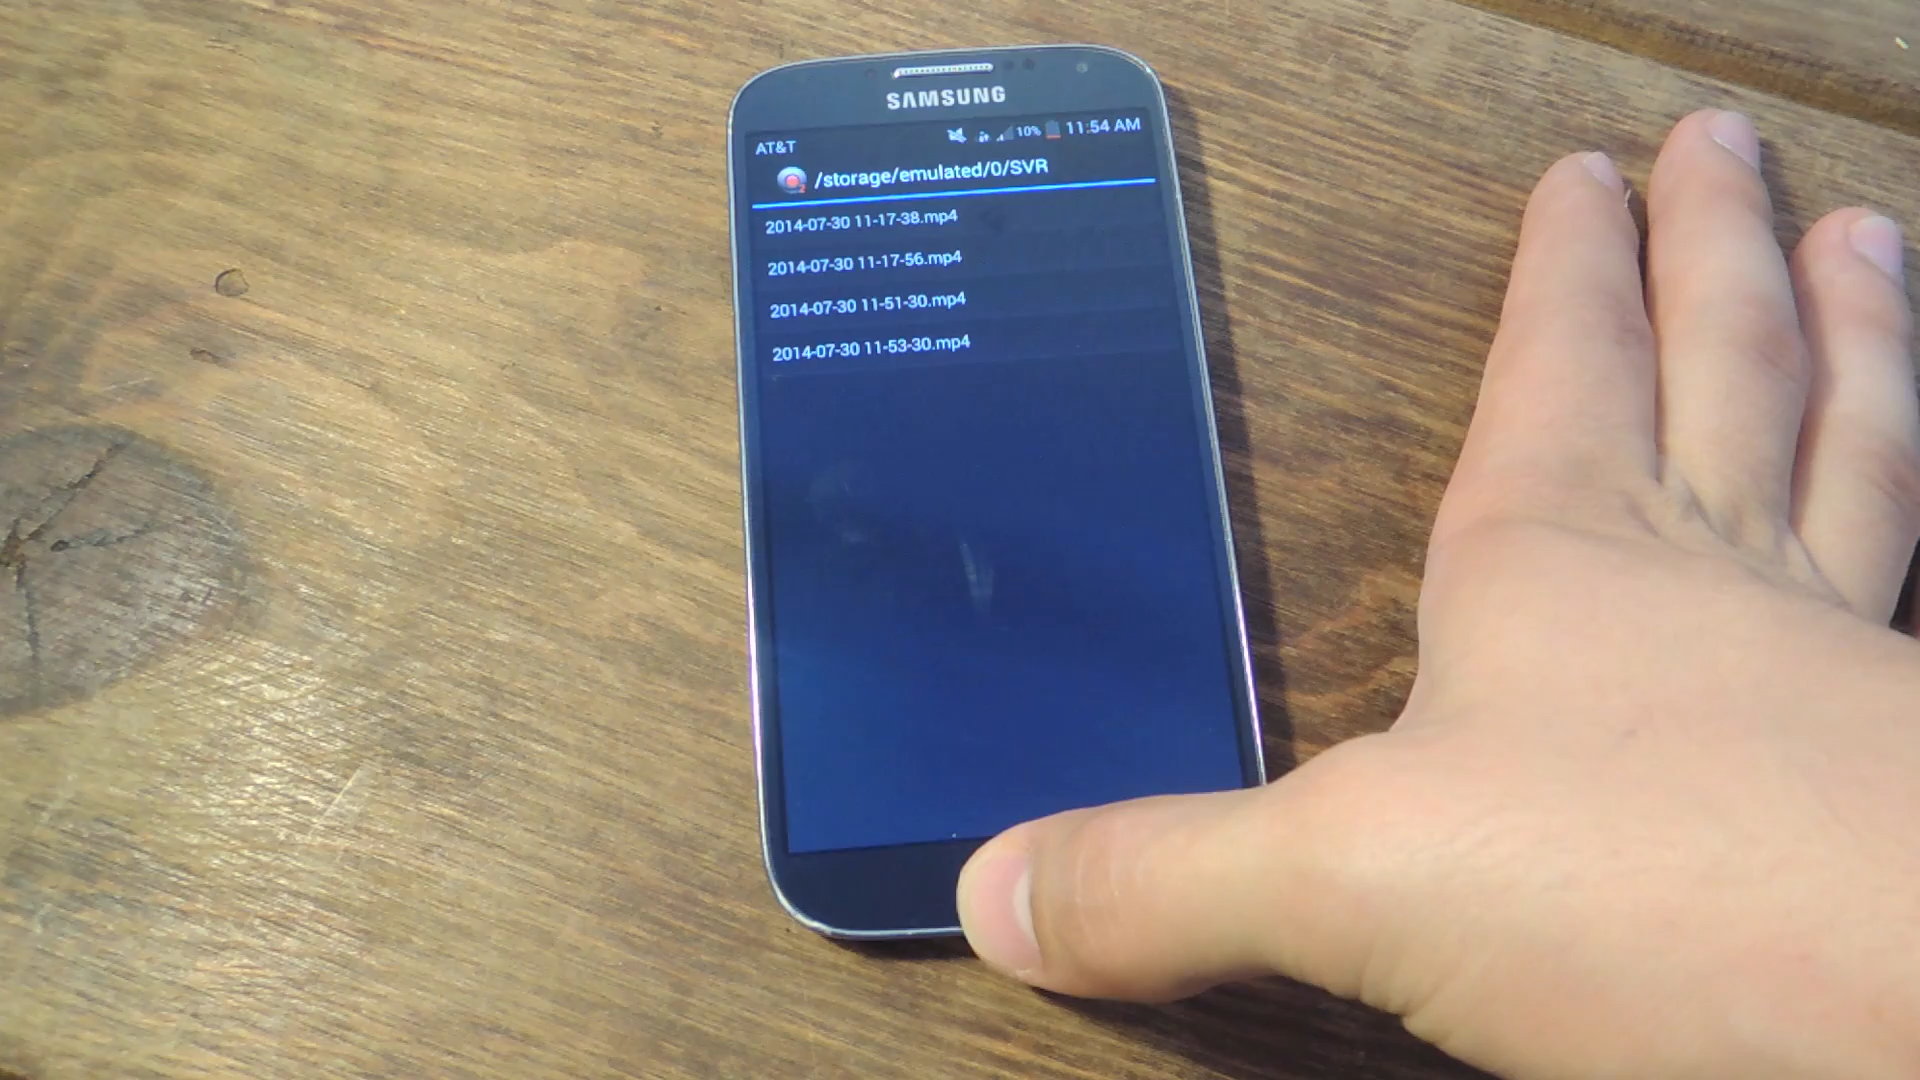 SAMSUNG
AT&T 10% 11:54 AM
/storage/emulated/0/SVR
2014-07-30 11-17-38.mp4
2014-07-30 11-17-56.mp4
2014-07-30 11-51-30.mp4
2014-07-30 11-53-30.mp4